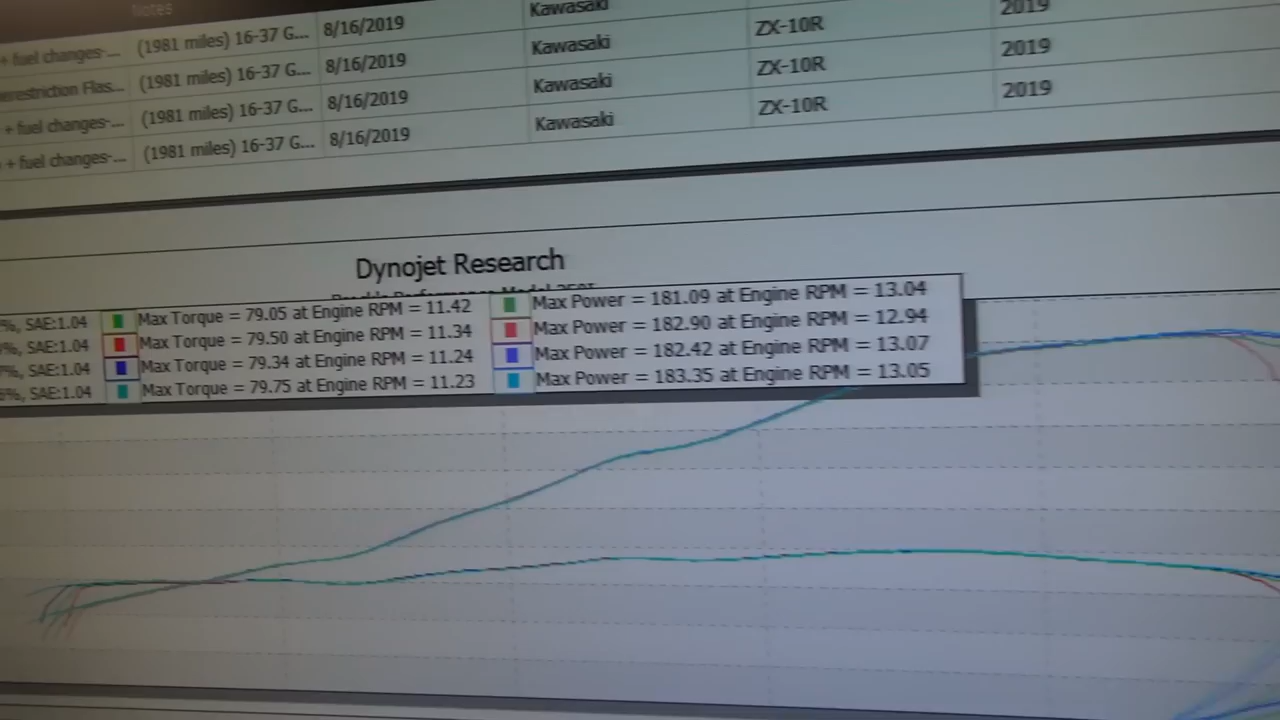 Notes
+ fuel changes-... (1981 miles) 16-37 G... 8/16/2019 Kawasaki ZX-10R 2019
erestriction Flas... (1981 miles) 16-37 G... 8/16/2019 Kawasaki ZX-10R 2019
+ fuel changes-... (1981 miles) 16-37 G... 8/16/2019 Kawasaki ZX-10R 2019
+ fuel changes-... (1981 miles) 16-37 G... 8/16/2019 Kawasaki
Dynojet Research
%, SAE:1.04 Max Torque = 79.05 at Engine RPM = 11.42 Max Power = 181.09 at Engine RPM = 13.04
%, SAE:1.04 Max Torque = 79.50 at Engine RPM = 11.34 Max Power = 182.90 at Engine RPM = 12.94
%, SAE:1.04 Max Torque = 79.34 at Engine RPM = 11.24 Max Power = 182.42 at Engine RPM = 13.07
%, SAE:1.04 Max Torque = 79.75 at Engine RPM = 11.23 Max Power = 183.35 at Engine RPM = 13.05